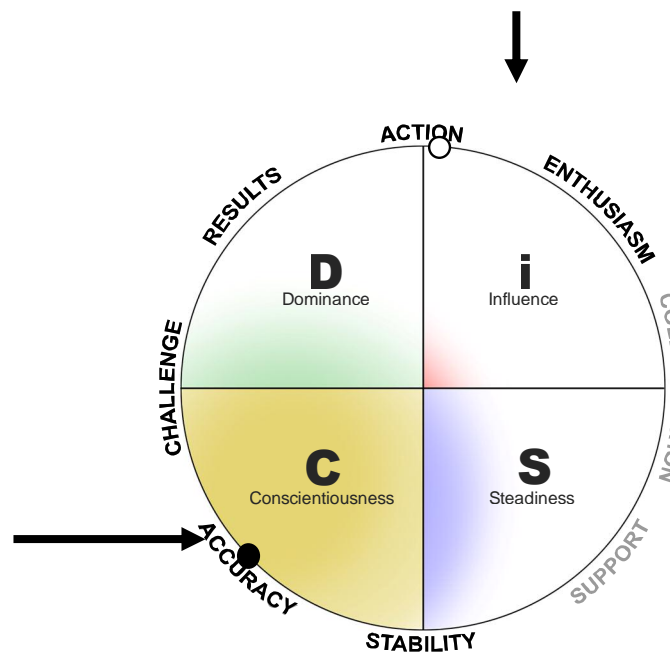 ACTION
RESULTS
ENTHUSIASM
D
Dominance
i
Influence
CHALLENGE
C
Conscientiousness
S
Steadiness
ACCURACY
SUPPORT
STABILITY